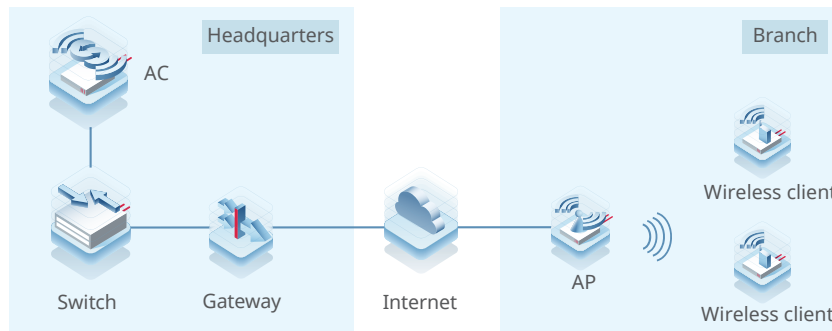 Headquarters
Branch
AC
Wireless client
Switch
Gateway
Internet
AP
Wireless client